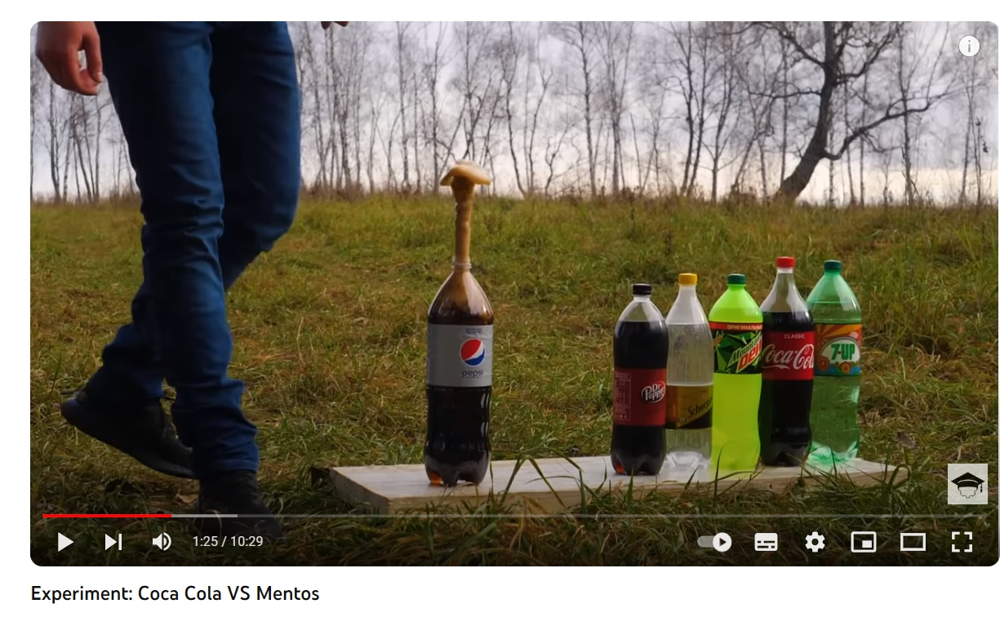 pepsi
Dr Pepper
Schweppes
ОРИГИНАЛЬНЫЙ
Mountain
DEW
CLASSIC
Coca-Cola
7-UP
1:25 / 10:29
Experiment: Coca Cola VS Mentos